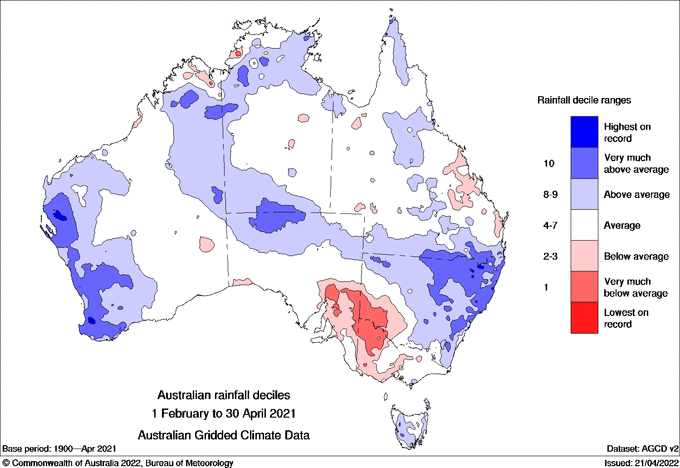 Rainfall decile ranges
Highest on
record
10
Very much
above average
8-9
Above average
4-7
Average
2-3
Below average
1
Very much
below average
Lowest on
record
Australian rainfall deciles
1 February to 30 April 2021
Australian Gridded Climate Data
Base period: 1900—Apr 2021
Dataset: AGCD v2
© Commonwealth of Australia 2022, Bureau of Meteorology
Issued: 21/04/2022